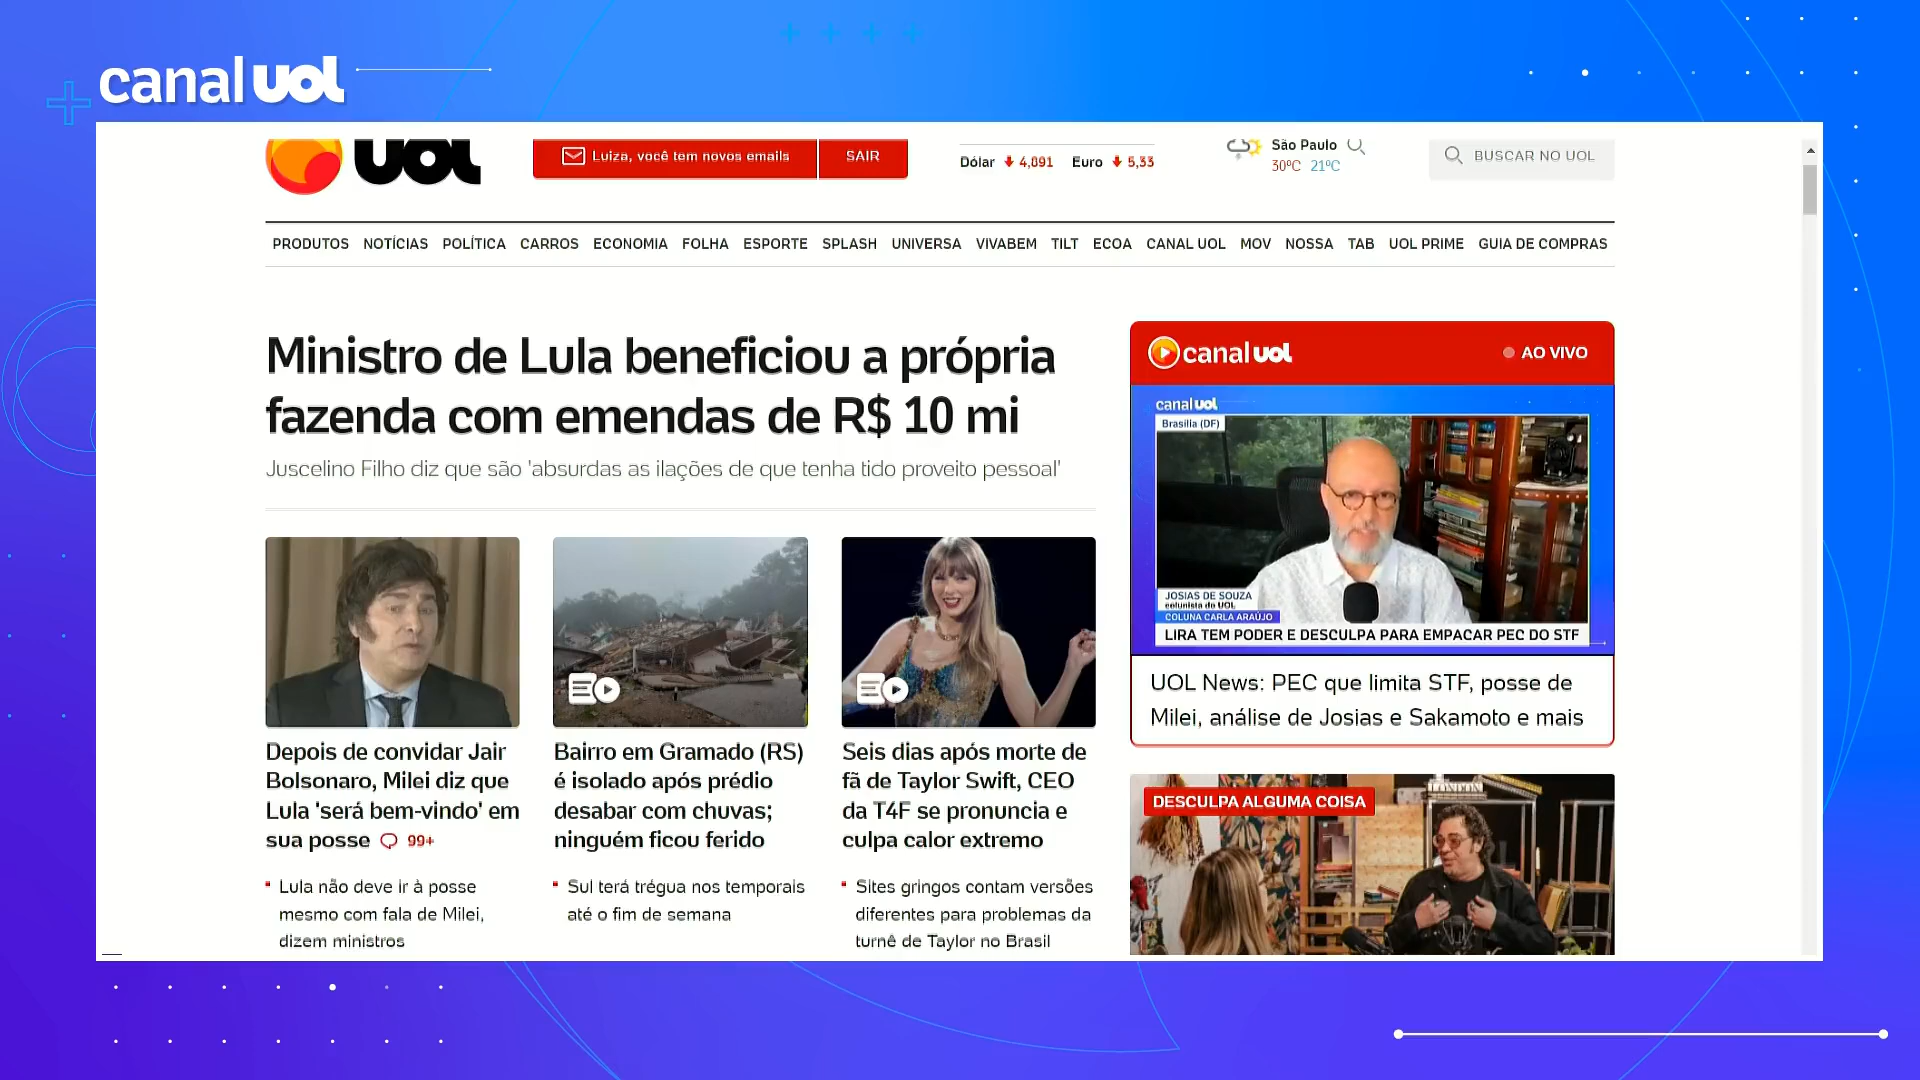 canal UOL
UOL
Luiza, você tem novos emails
SAIR
Dólar 4,891 Euro 5,33
São Paulo
30ºC 21ºC
BUSCAR NO UOL
PRODUTOS NOTÍCIAS POLÍTICA CARROS ECONOMIA FOLHA ESPORTE SPLASH UNIVERSA VIVABEM TILT ECOA CANAL UOL MOV NOSSA TAB UOL PRIME GUIA DE COMPRAS
Ministro de Lula beneficiou a própria
fazenda com emendas de R$ 10 mi
Juscelino Filho diz que são 'absurdas as ilações de que tenha tido proveito pessoal'
Depois de convidar Jair
Bolsonaro, Milei diz que
Lula 'será bem-vindo' em
sua posse 99+
Lula não deve ir à posse
mesmo com fala de Milei,
dizem ministros
Bairro em Gramado (RS)
é isolado após prédio
desabar com chuvas;
ninguém ficou ferido
Sul terá trégua nos temporais
até o fim de semana
Seis dias após morte de
fã de Taylor Swift, CEO
da T4F se pronuncia e
culpa calor extremo
Sites gringos contam versões
diferentes para problemas da
turnê de Taylor no Brasil
canal UOL
AO VIVO
canal UOL
Brasília (DF)
JOSIAS DE SOUZA
colunista do UOL
COLUNA CARLA ARAÚJO
LIRA TEM PODER E DESCULPA PARA EMPACAR PEC DO STF
UOL News: PEC que limita STF, posse de
Milei, análise de Josias e Sakamoto e mais
DESCULPA ALGUMA COISA
LONDON